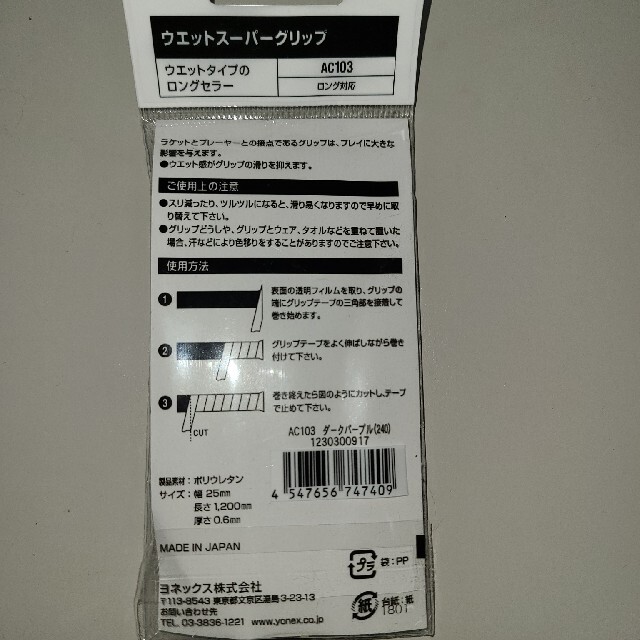 ウエットスーパーグリップ
ウエットタイプの
ロングセラー
AC103
ロング対応
ラケットとプレーヤーとの接点であるグリップは、プレイに大きな
影響を与えます。
●ウエット感がグリップの滑りを抑えます。
ご使用上の注意
●スリ減ったり、ツルツルになると、滑り易くなりますので早めに取
り替えて下さい。
●グリップどうしや、グリップとウェア、タオルなどを重ねて置いた
場合、汗などにより色移りをすることがありますのでご注意下さい。
使用方法
1
表面の透明フィルムを取り、グリップの
端にグリップテープの三角部を接着して
巻き始めます。
2
グリップテープをよく伸ばしながら巻き
付けて下さい。
3
巻き終えたら図のようにカットし、テープ
で止めて下さい。
CUT
AC103 ダークパープル(240)
1230300917
4 547656 747409
製品素材：ポリウレタン
サイズ：幅 25mm
長さ 1,200mm
厚さ 0.6mm
MADE IN JAPAN
プラ
袋：PP
ヨネックス株式会社
〒113-8543 東京都文京区湯島3-23-13
お問い合わせ
TEL. 03-3836-1221 www.yonex.co.jp
紙
台紙：紙
1801